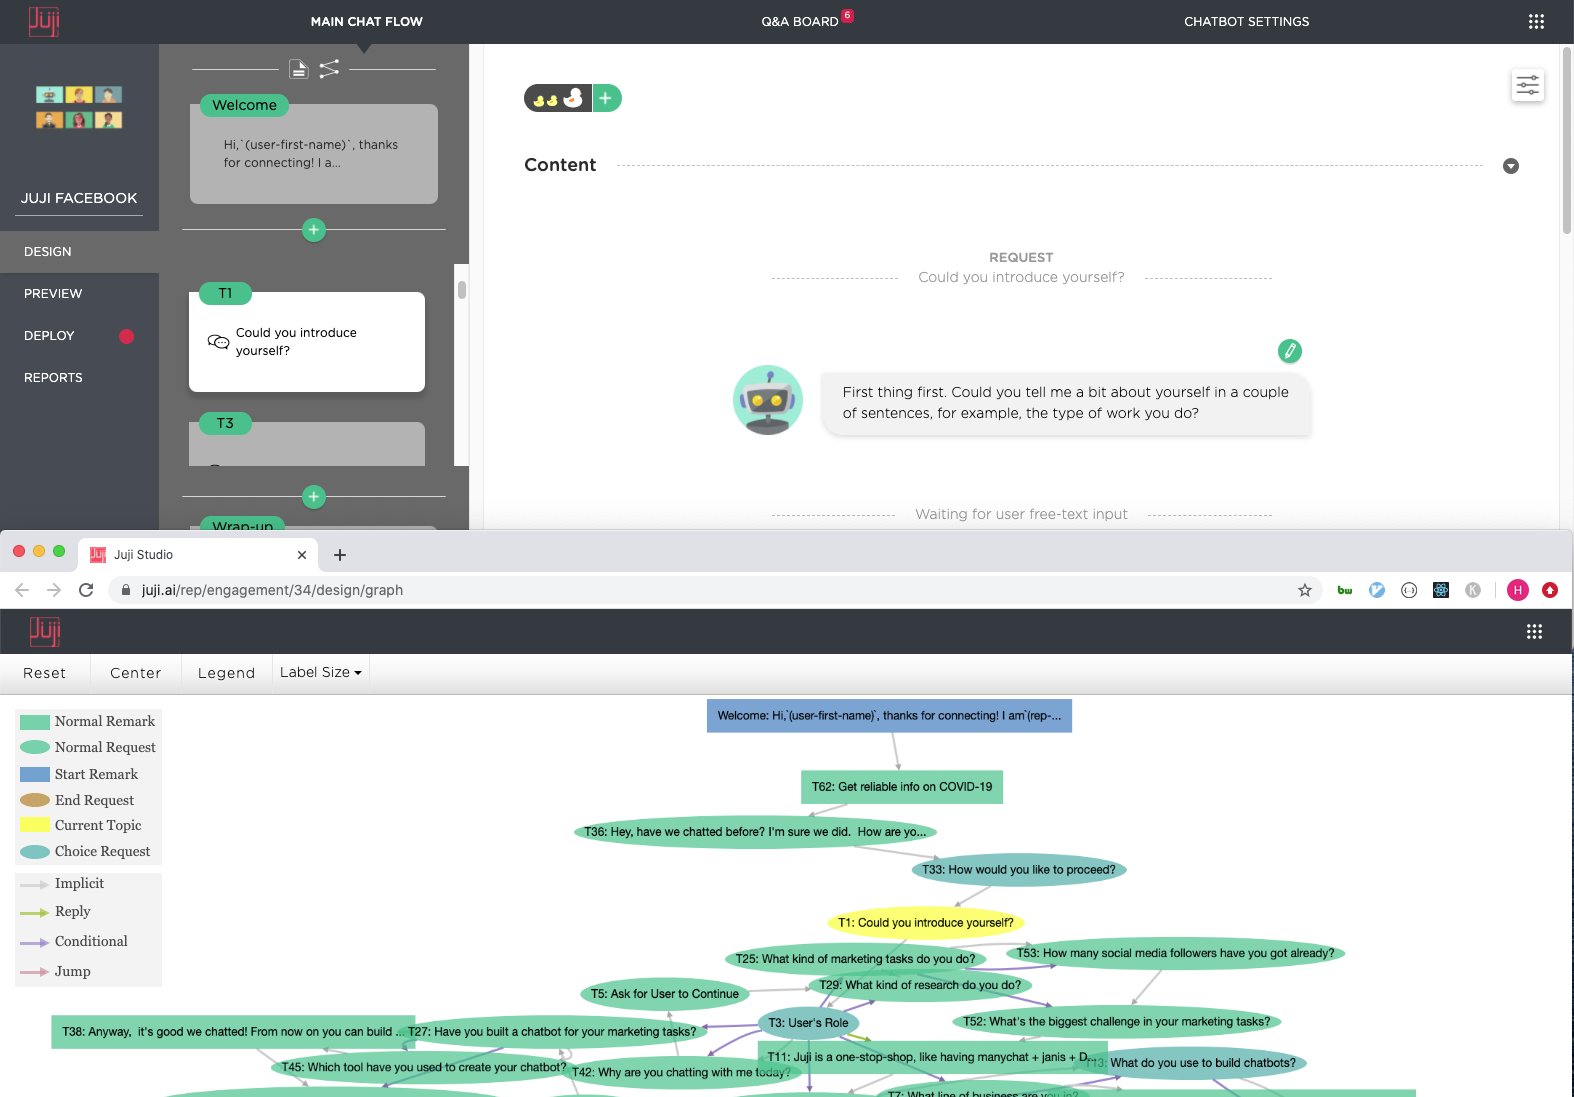 Juji
MAIN CHAT FLOW
Q&A BOARD 6
CHATBOT SETTINGS
JUJI FACEBOOK
DESIGN
PREVIEW
DEPLOY
REPORTS
Welcome
Hi,`(user-first-name)`, thanks
for connecting! I a...
T1
Could you introduce
yourself?
T3
Wrap-up
Content
REQUEST
Could you introduce yourself?
First thing first. Could you tell me a bit about yourself in a couple
of sentences, for example, the type of work you do?
Waiting for user free-text input
Juji Studio
juji.ai/rep/engagement/34/design/graph
bw
K
H
Juji
Reset
Center
Legend
Label Size
Normal Remark
Normal Request
Start Remark
End Request
Current Topic
Choice Request
Implicit
Reply
Conditional
Jump
Welcome: Hi,`(user-first-name)`, thanks for connecting! I am`(rep-...
T62: Get reliable info on COVID-19
T36: Hey, have we chatted before? I'm sure we did. How are yo...
T33: How would you like to proceed?
T1: Could you introduce yourself?
T25: What kind of marketing tasks do you do?
T53: How many social media followers have you got already?
T29: What kind of research do you do?
T5: Ask for User to Continue
T3: User's Role
T52: What's the biggest challenge in your marketing tasks?
T38: Anyway, it's good we chatted! From now on you can build ...
T27: Have you built a chatbot for your marketing tasks?
T11: Juji is a one-stop-shop, like having manychat + janis + D...
T13: What do you use to build chatbots?
T45: Which tool have you used to create your chatbot?
T42: Why are you chatting with me today?
T7: What line of business are you in?